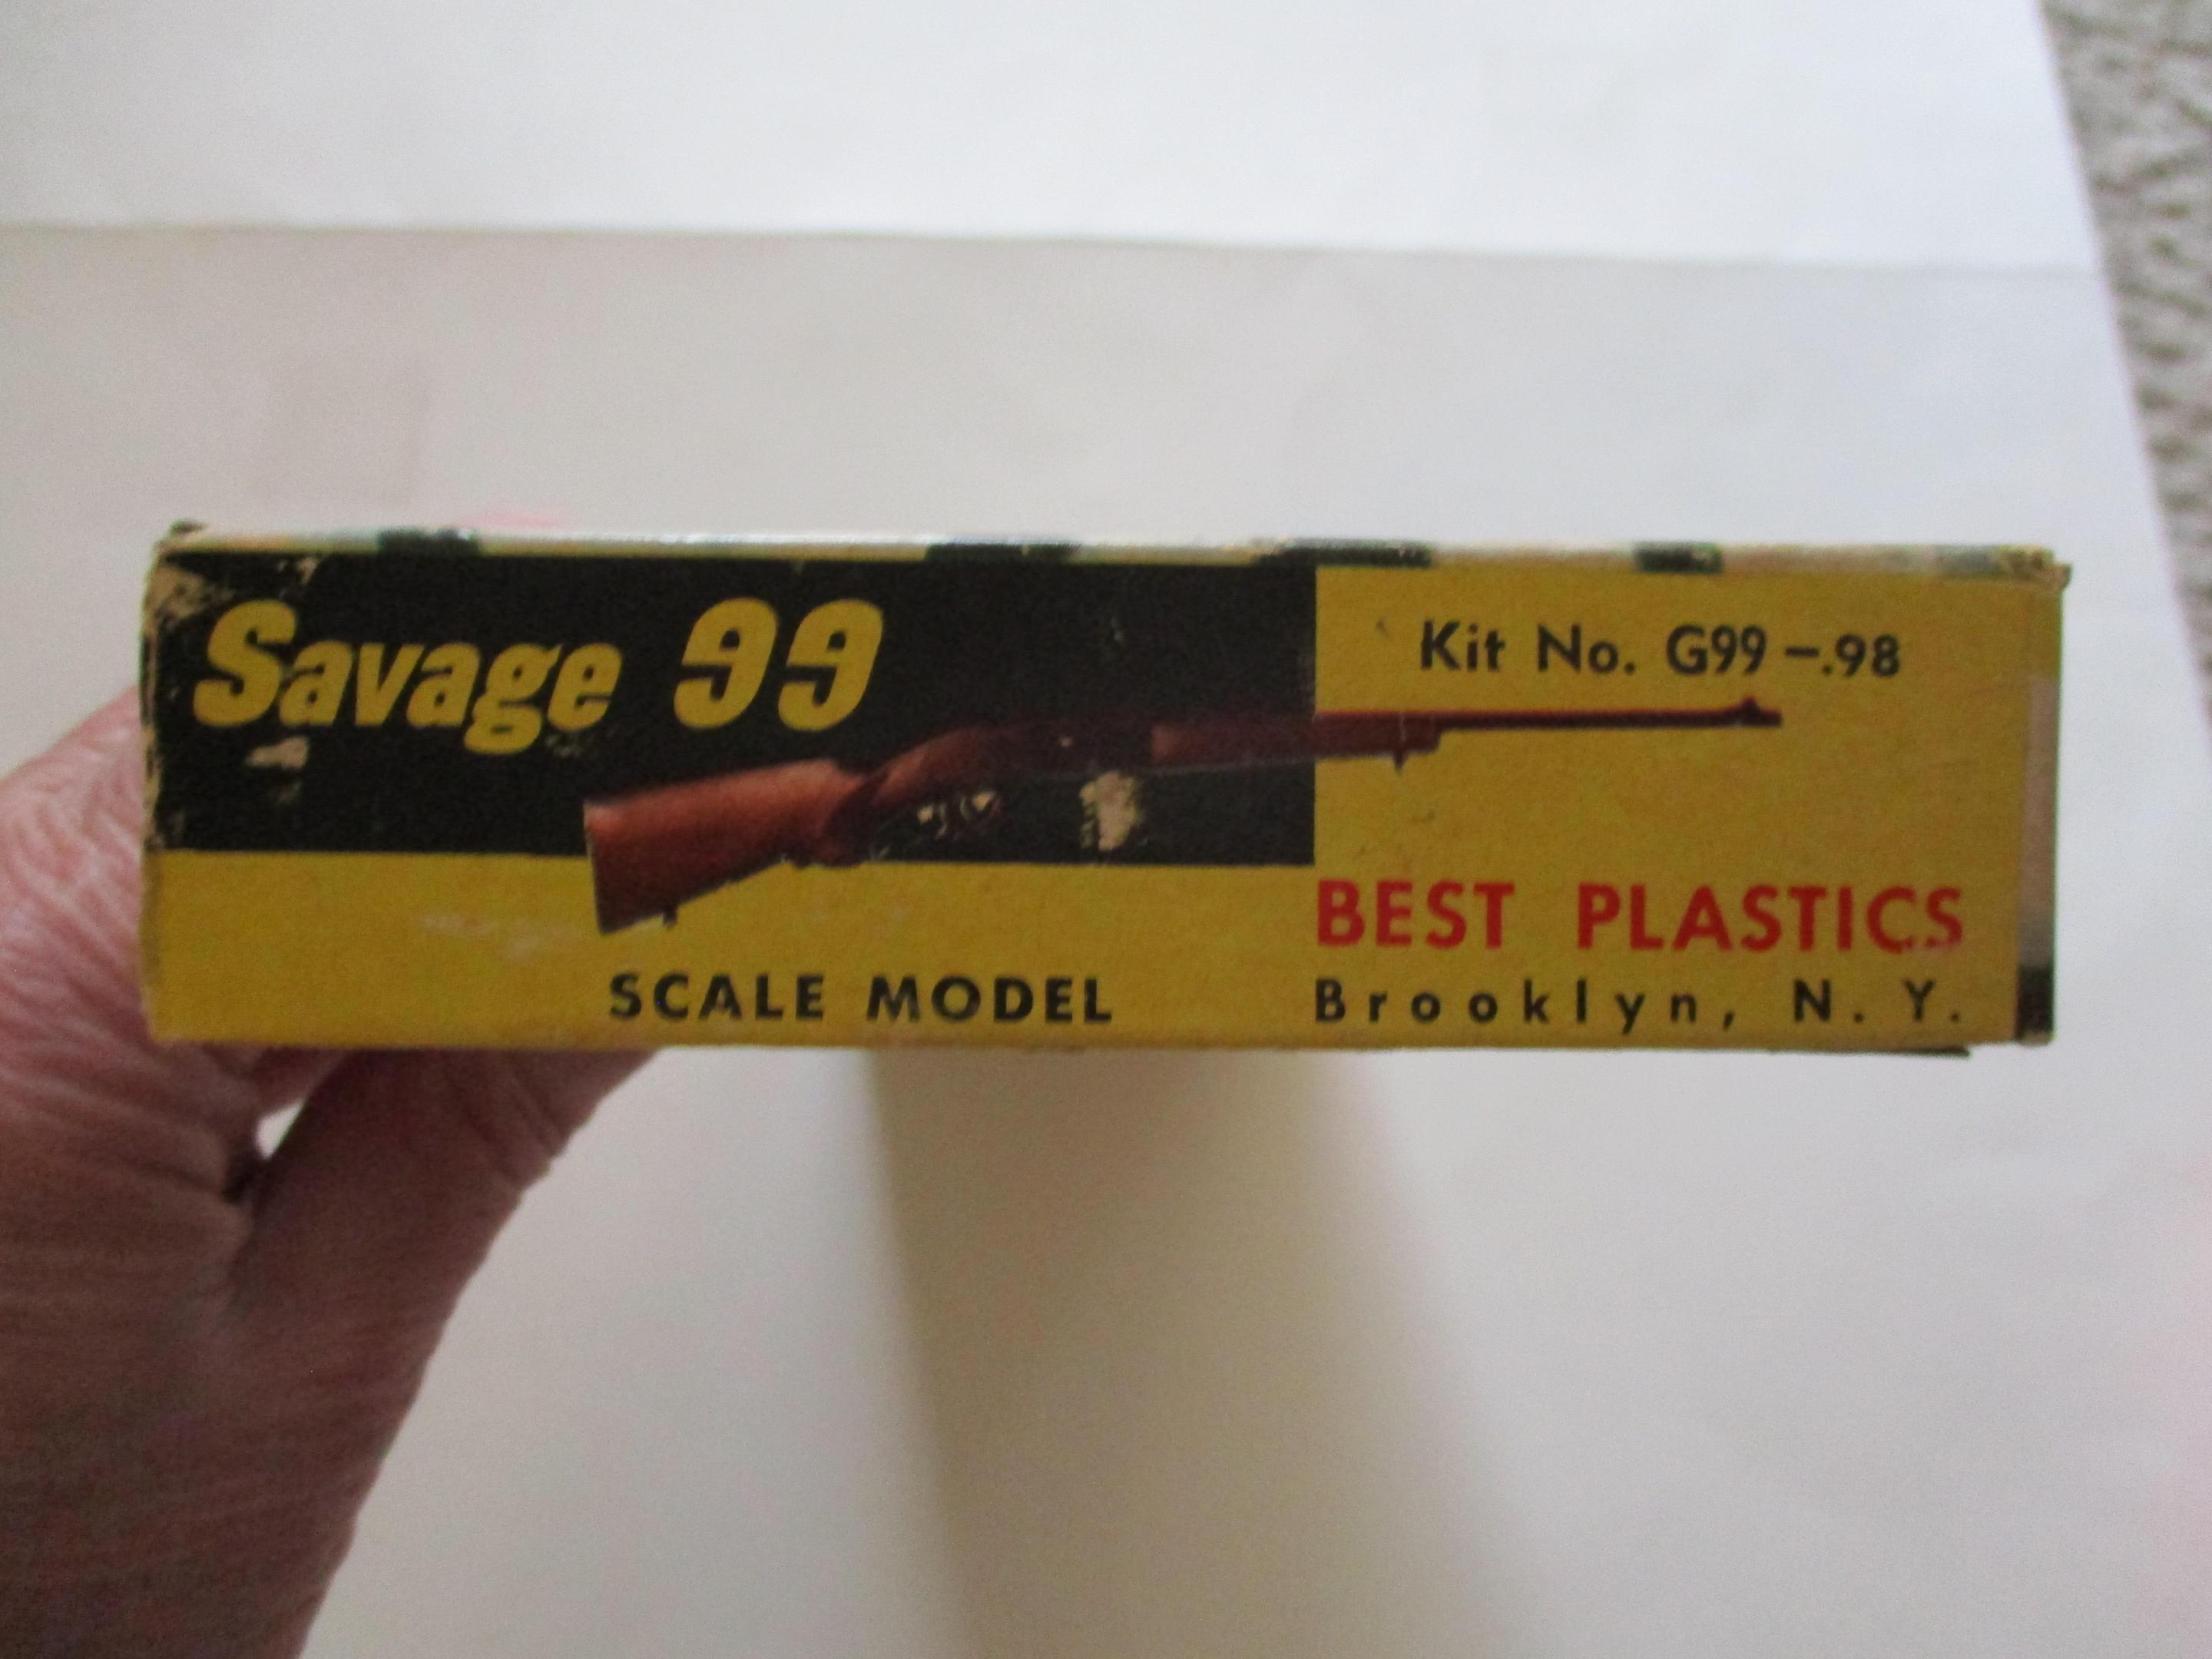 Savage 99
Kit No. G99-.98
SCALE MODEL
BEST PLASTICS
Brooklyn, N. Y.